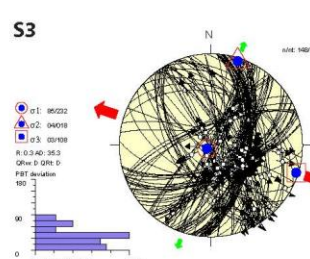 S3
N
n/nt: 148/
σ1: 85/232
σ2: 04/018
σ3: 03/108
R: 0.3 AD: 35.3
QRw: D QRt: D
PBT deviation
180
90
0